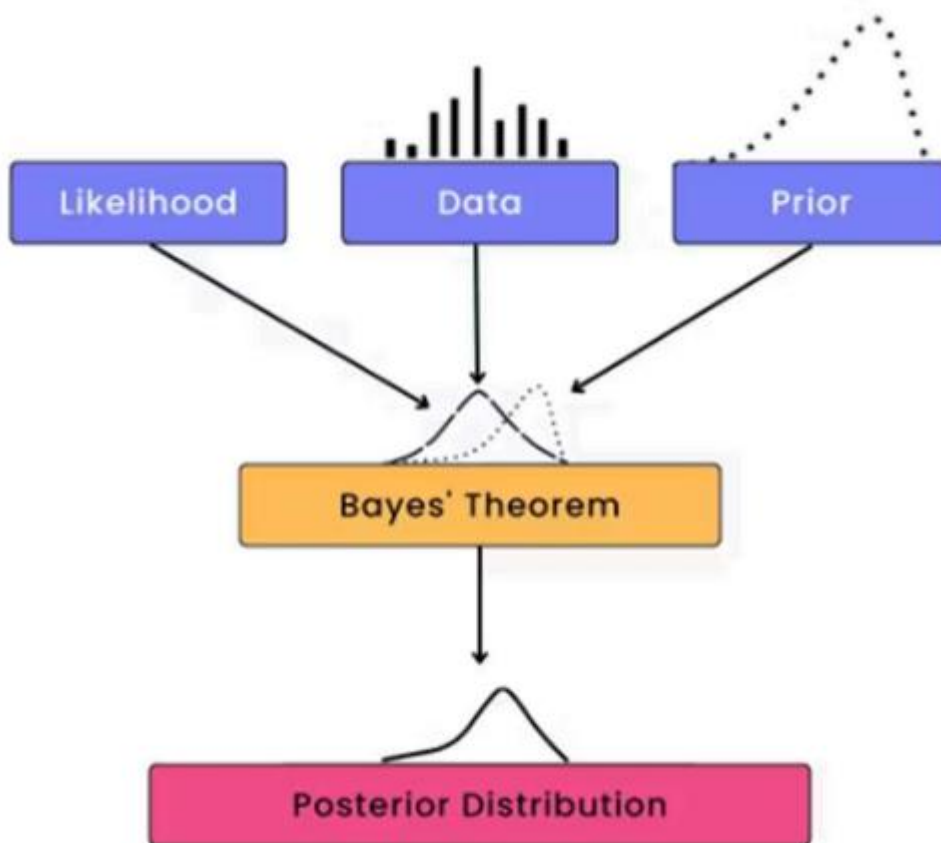 Likelihood
Data
Prior
Bayes' Theorem
Posterior Distribution